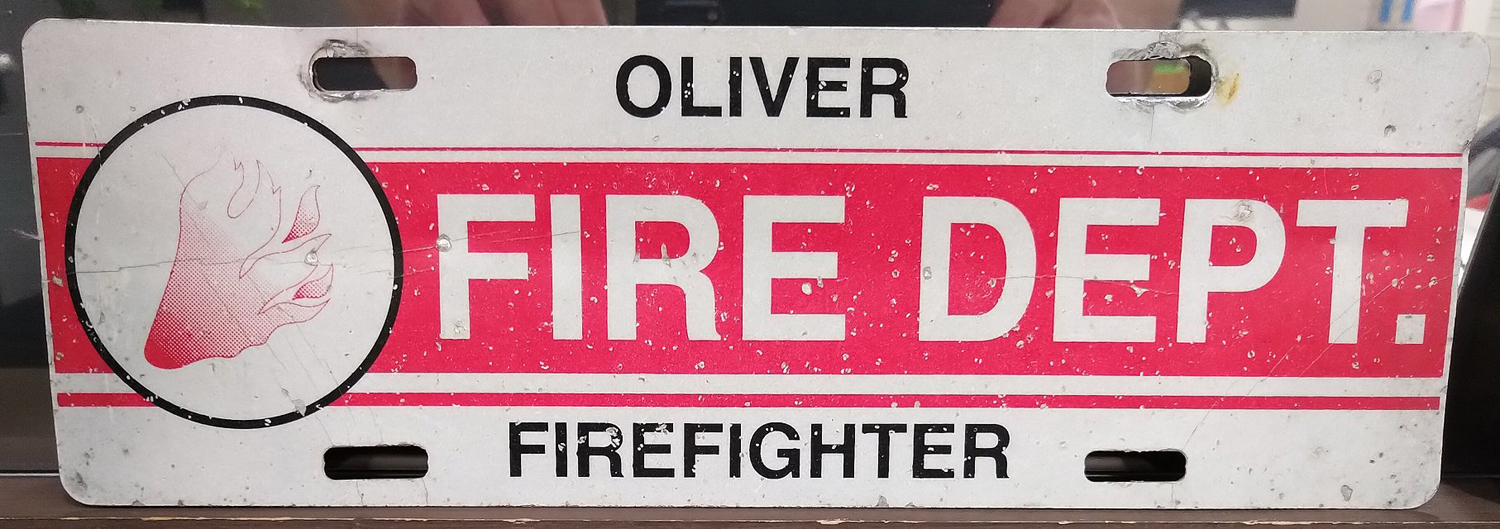 OLIVER
FIRE DEPT.
FIREFIGHTER